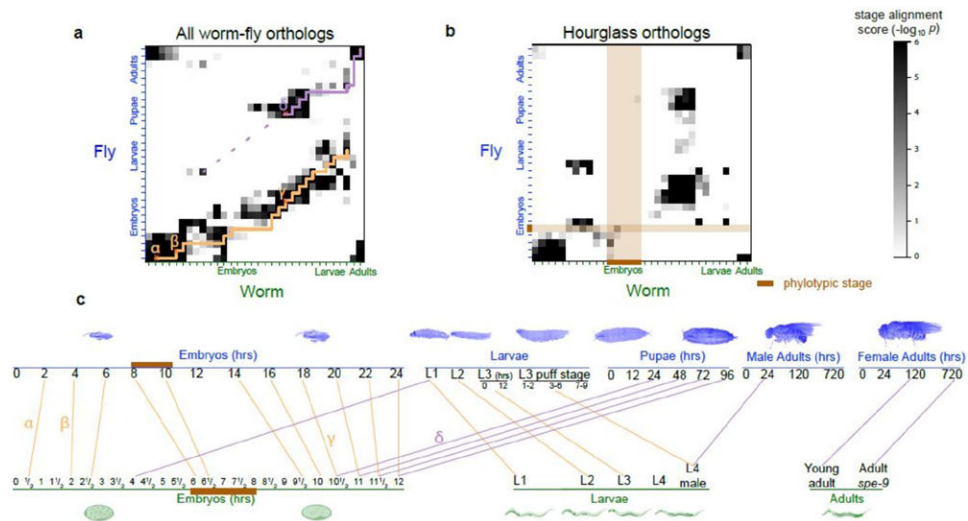 a All worm-fly orthologs
b Hourglass orthologs
stage alignment
score (-log10 p)
Adults
Pupae
Larvae
Embryos
Fly
α β γ δ
Embryos Larvae Adults
Worm
Adults
Pupae
Larvae
Embryos
Fly
Embryos Larvae Adults
Worm
6
5
4
3
2
1
0
phylotypic stage
c
Embryos (hrs) Larvae Pupae (hrs) Male Adults (hrs) Female Adults (hrs)
0 2 4 6 8 10 12 14 16 18 20 22 24 L1 L2 L3 (hrs) L3 puff stage 0 12 24 48 72 96 0 24 120 720 0 24 120 720
0 12 1-2 3-6 7-9
α β γ δ
0 ½ 1 1½ 2 2½ 3 3½ 4 4½ 5 5½ 6 6½ 7 7½ 8 8½ 9 9½ 10 10½ 11 11½ 12
L1 L2 L3 L4 L4
male
Young
adult
Adult
spe-9
Embryos (hrs) Larvae Adults